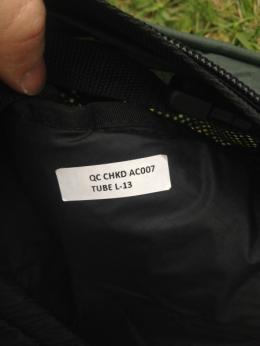 QC CHKD AC007
TUBE L-13